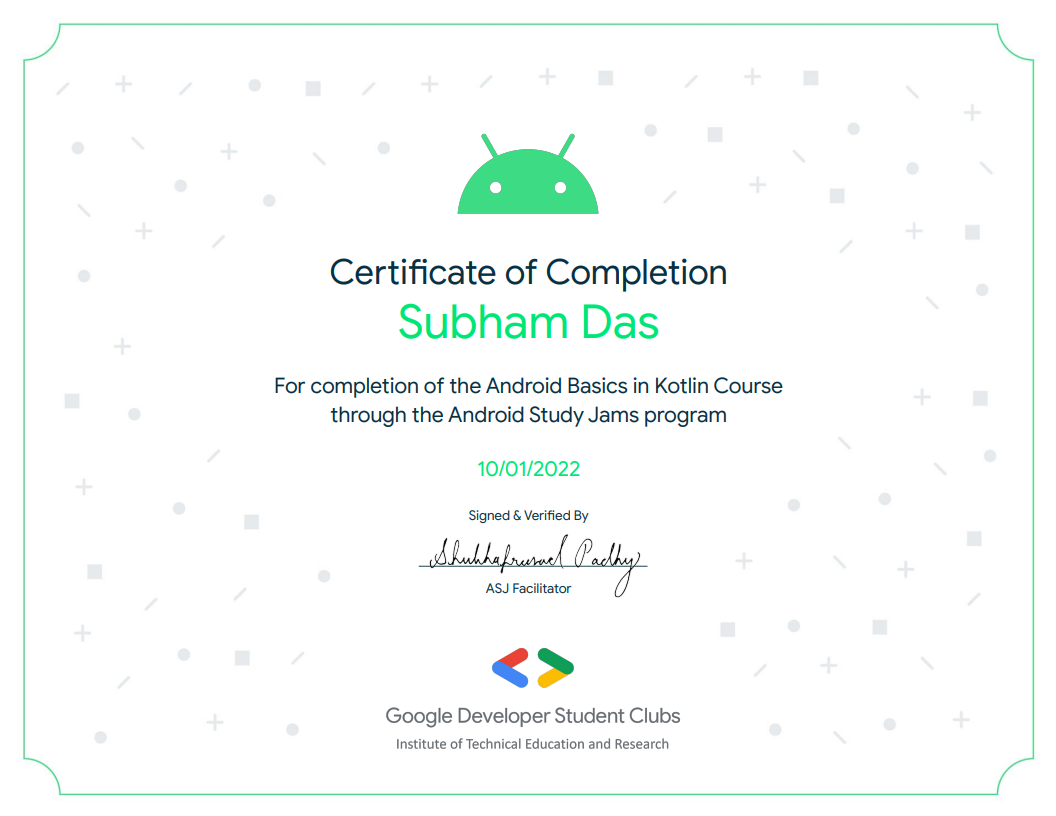 Certificate of Completion
Subham Das
For completion of the Android Basics in Kotlin Course
through the Android Study Jams program
10/01/2022
Signed & Verified By
Shubhaprasad Padhy
ASJ Facilitator
Google Developer Student Clubs
Institute of Technical Education and Research